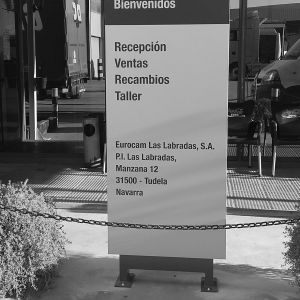 Bienvenidos
Recepción
Ventas
Recambios
Taller
Eurocam Las Labradas, S.A.
P.I. Las Labradas,
Manzana 12
31500 - Tudela
Navarra